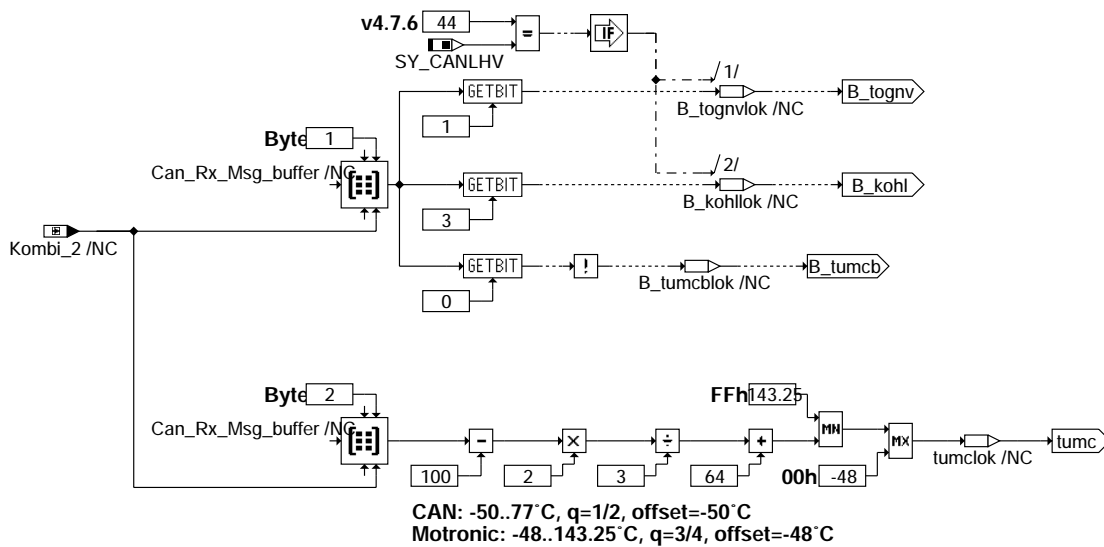 v4.7.6 44
SY_CANLHV
=
IF
/1/
GETBIT
1
B_tognvlok /NC
B_tognv
Byte 1
Can_Rx_Msg_buffer /NC
/2/
GETBIT
3
B_kohllok /NC
B_kohl
Kombi_2 /NC
GETBIT
0
!
B_tumcblok /NC
B_tumcb
Byte 2
Can_Rx_Msg_buffer /NC
FFh 143.25
-
×
÷
+
MN
MX
100
2
3
64
00h -48
tumclok /NC
tumc
CAN: -50..77°C, q=1/2, offset=-50°C
Motronic: -48..143.25°C, q=3/4, offset=-48°C